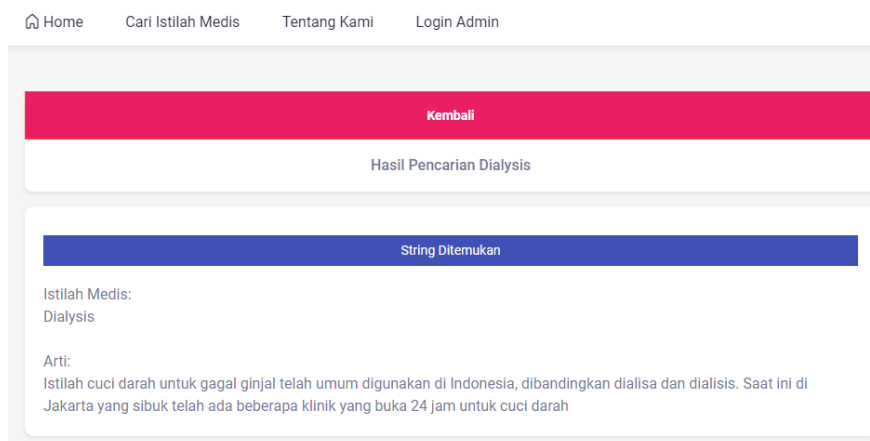 Home Cari Istilah Medis Tentang Kami Login Admin
Kembali
Hasil Pencarian Dialysis
String Ditemukan
Istilah Medis:
Dialysis
Arti:
Istilah cuci darah untuk gagal ginjal telah umum digunakan di Indonesia, dibandingkan dialisa dan dialisis. Saat ini di
Jakarta yang sibuk telah ada beberapa klinik yang buka 24 jam untuk cuci darah